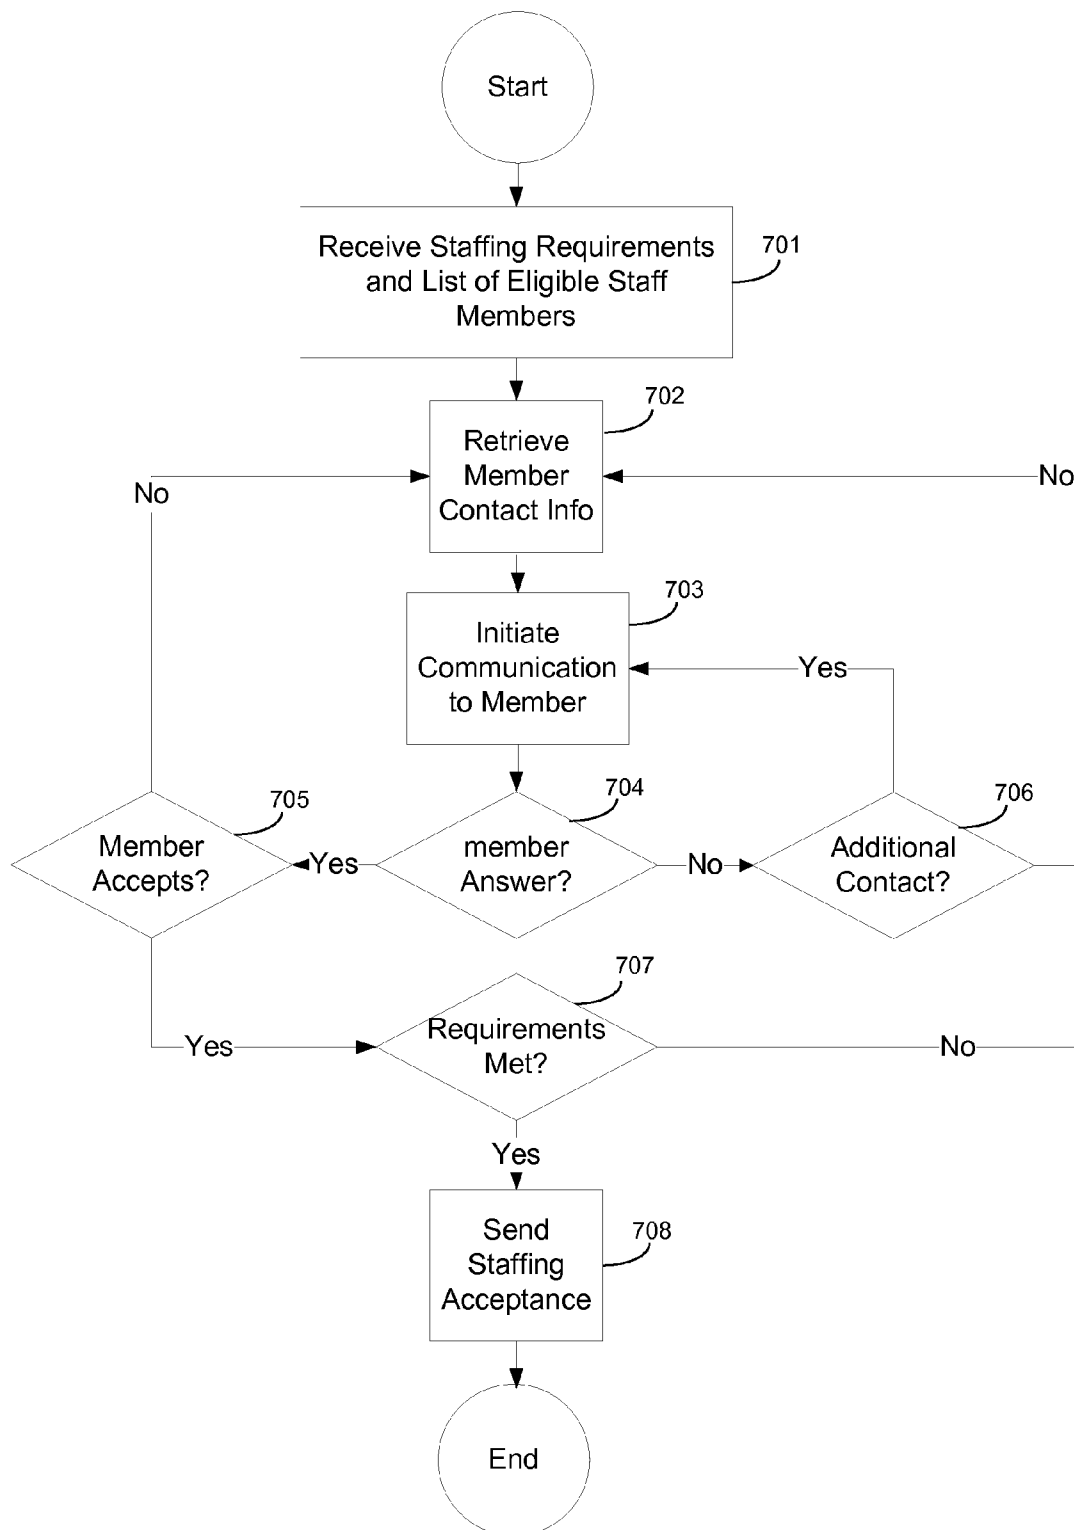 Start
Receive Staffing Requirements
and List of Eligible Staff
Members
701
702
Retrieve
Member
Contact Info
No
No
703
Initiate
Communication
to Member
Yes
705
704
706
Member
Accepts?
Yes
member
Answer?
No
Additional
Contact?
707
Requirements
Met?
Yes
No
Yes
Send
Staffing
Acceptance
708
End